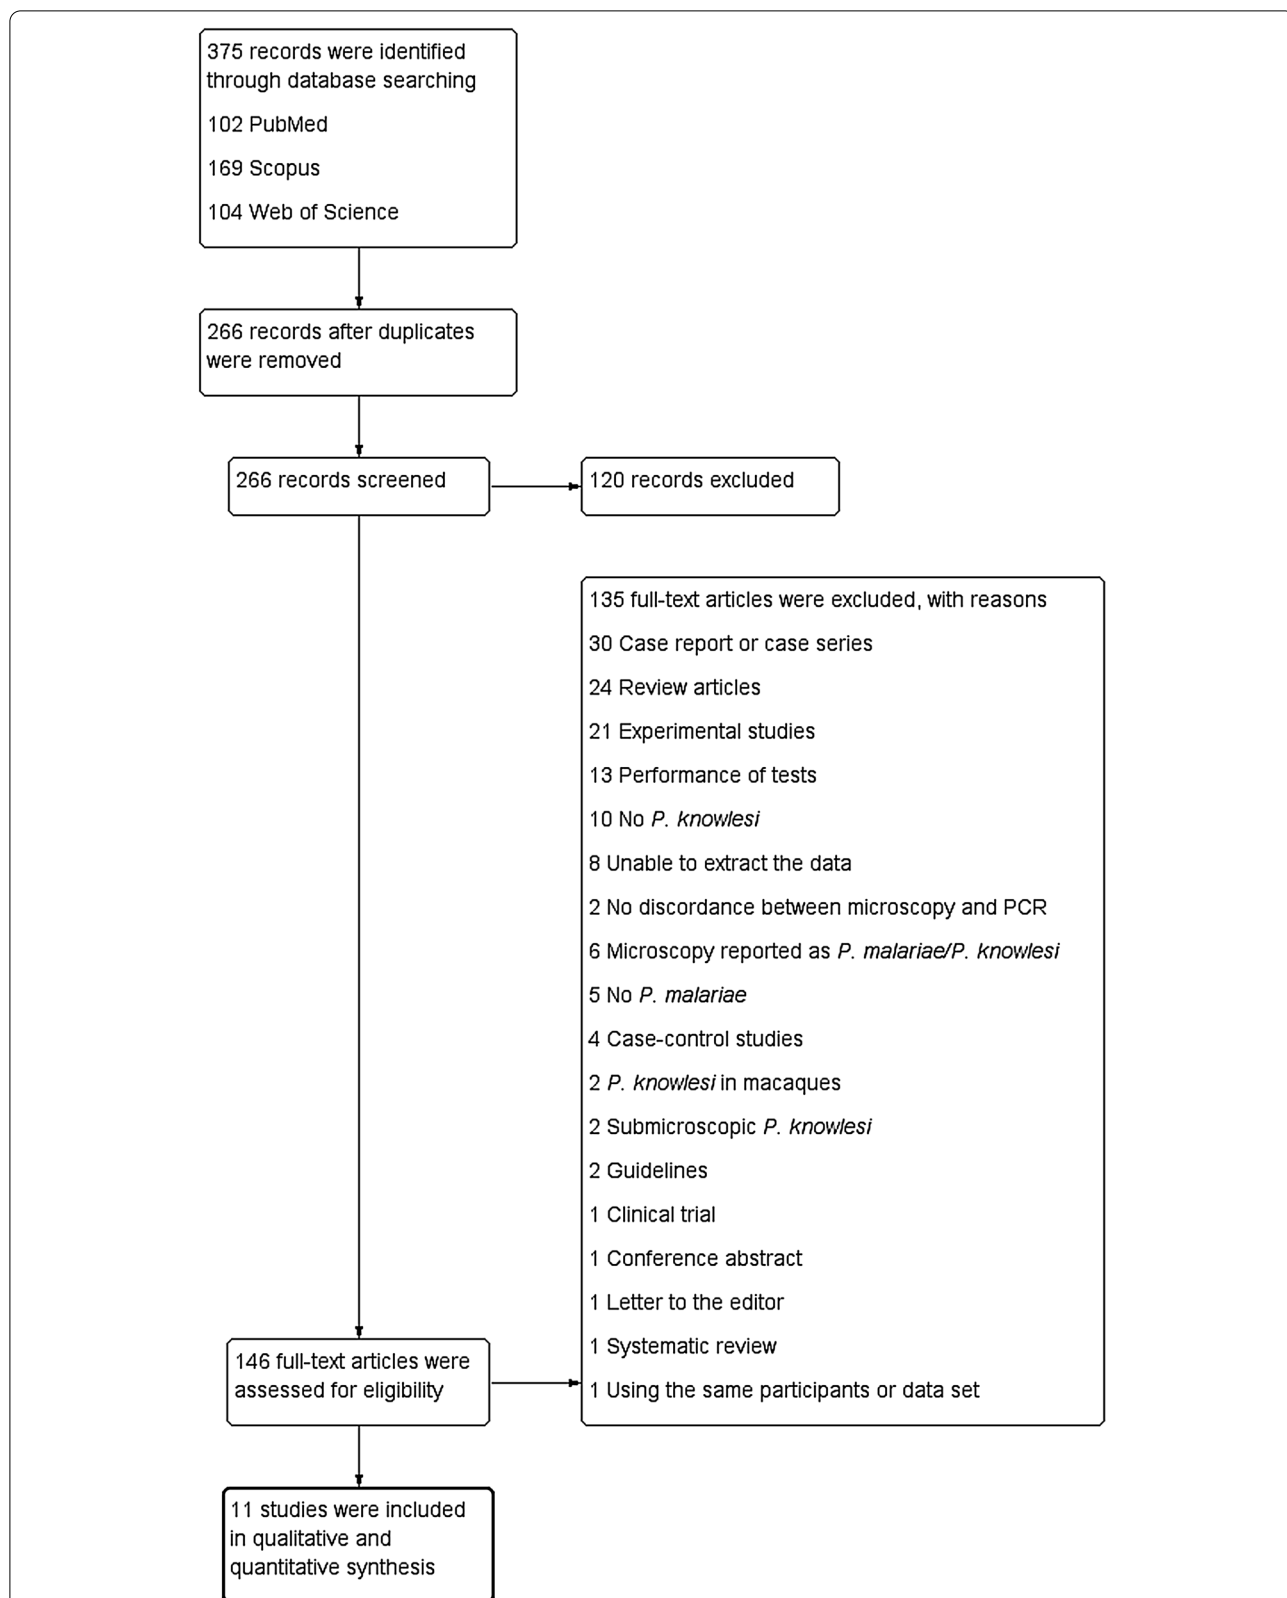 375 records were identified
through database searching
102 PubMed
169 Scopus
104 Web of Science
266 records after duplicates
were removed
266 records screened
120 records excluded
135 full-text articles were excluded, with reasons
30 Case report or case series
24 Review articles
21 Experimental studies
13 Performance of tests
10 No P. knowlesi
8 Unable to extract the data
2 No discordance between microscopy and PCR
6 Microscopy reported as P. malariae/P. knowlesi
5 No P. malariae
4 Case-control studies
2 P. knowlesi in macaques
2 Submicroscopic P. knowlesi
2 Guidelines
1 Clinical trial
1 Conference abstract
1 Letter to the editor
1 Systematic review
1 Using the same participants or data set
146 full-text articles were
assessed for eligibility
11 studies were included
in qualitative and
quantitative synthesis